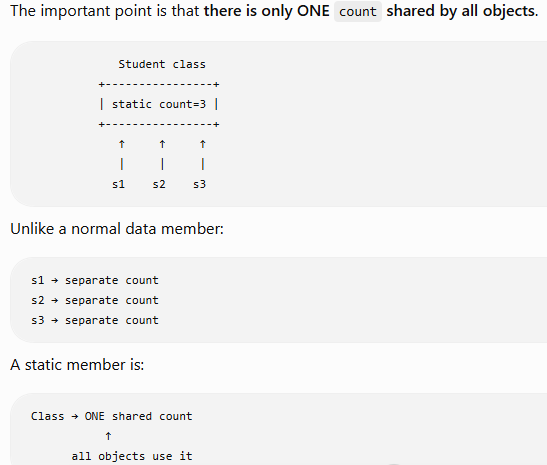 The important point is that there is only ONE count shared by all objects.
Student class
+----------------+
| static count=3 |
+----------------+
↑ ↑ ↑
| | |
s1 s2 s3
Unlike a normal data member:
s1 → separate count
s2 → separate count
s3 → separate count
A static member is:
Class → ONE shared count
↑
all objects use it